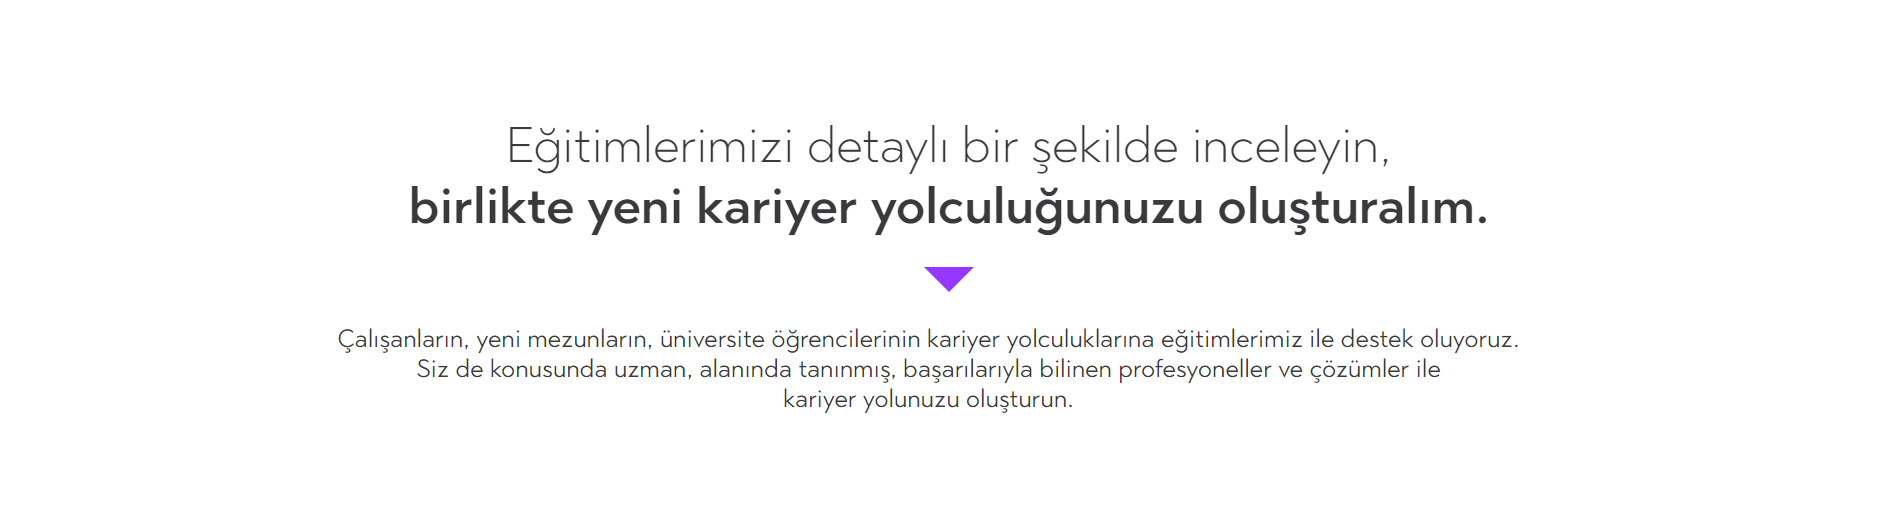 Eğitimlerimizi detaylı bir şekilde inceleyin,
birlikte yeni kariyer yolculuğunuzu oluşturalım.
Çalışanların, yeni mezunların, üniversite öğrencilerinin kariyer yolculuklarına eğitimlerimiz ile destek oluyoruz.
Siz de konusunda uzman, alanında tanınmış, başarılarıyla bilinen profesyoneller ve çözümler ile
kariyer yolunuzu oluşturun.